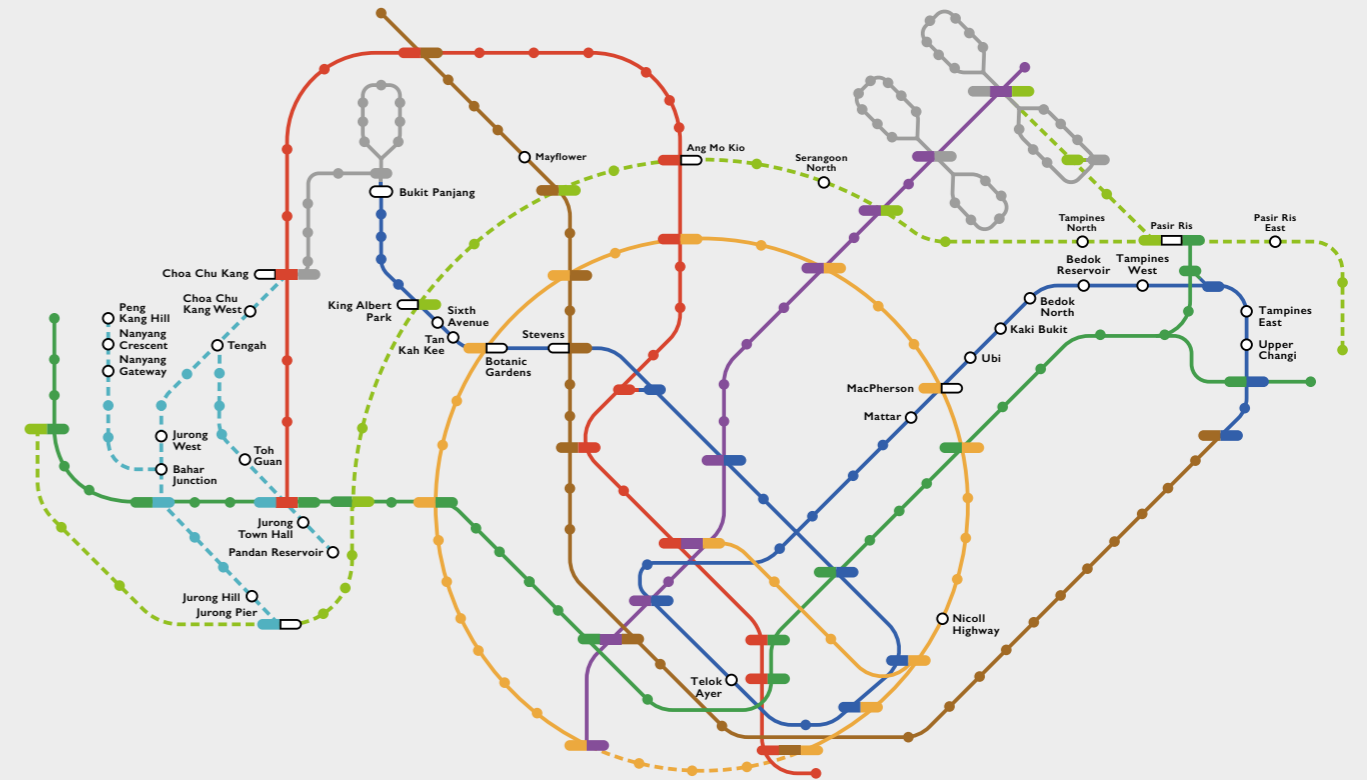 Mayflower
Ang Mo Kio
Serangoon
North
Bukit Panjang
Tampines
North
Pasir Ris
Pasir Ris
East
Bedok
Reservoir
Tampines
West
Choa Chu Kang
Choa Chu
Kang West
Peng
Kang Hill
Nanyang
Crescent
Nanyang
Gateway
Tengah
King Albert
Park
Sixth
Avenue
Tan
Kah Kee
Botanic
Gardens
Stevens
Bedok
North
Kaki Bukit
Ubi
MacPherson
Mattar
Tampines
East
Upper
Changi
Jurong
West
Bahar
Junction
Toh
Guan
Jurong
Town Hall
Pandan Reservoir
Jurong Hill
Jurong Pier
Telok
Ayer
Nicoll
Highway